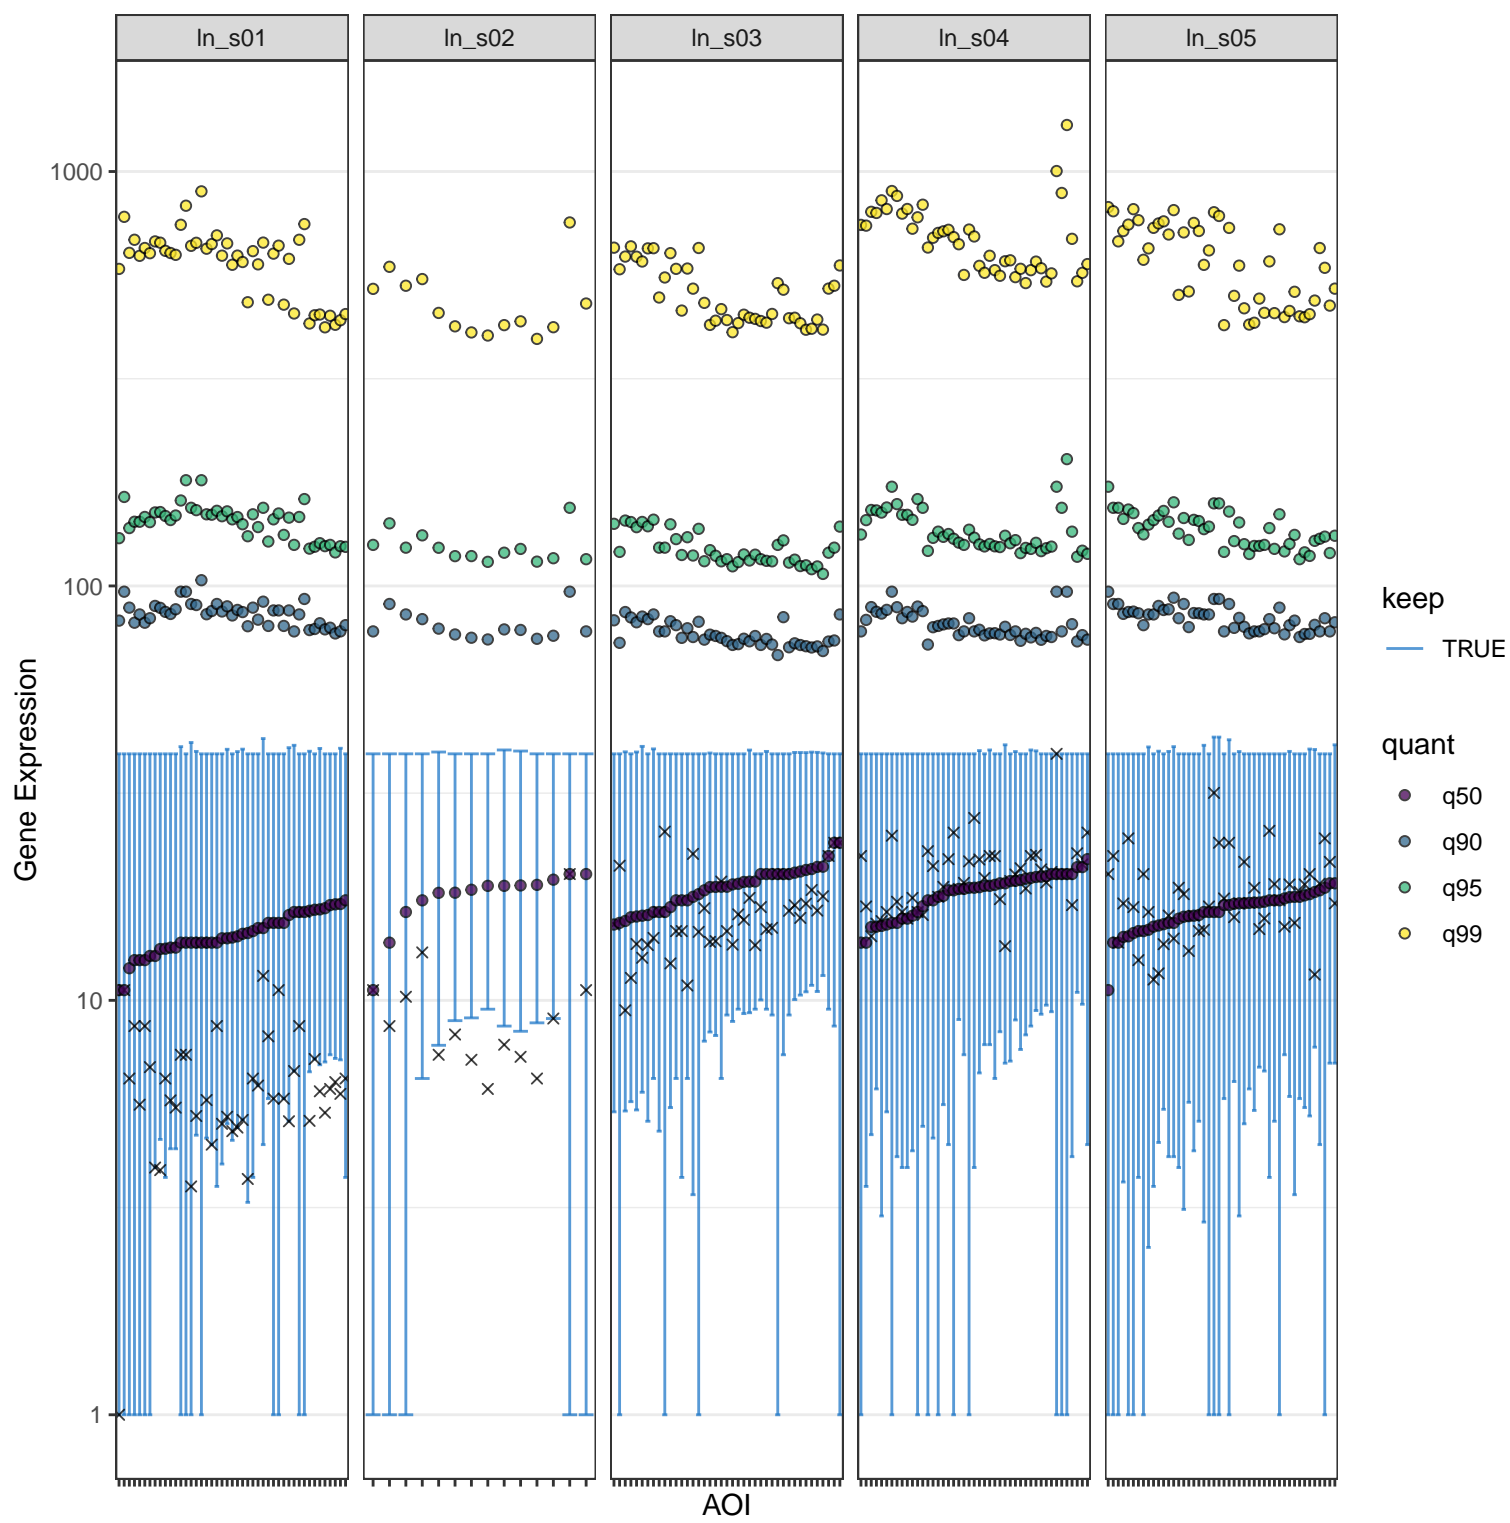 ln_s01 ln_s02 ln_s03 ln_s04 ln_s05
1000
100
10
1
Gene Expression
AOI
keep
TRUE
quant
q50
q90
q95
q99